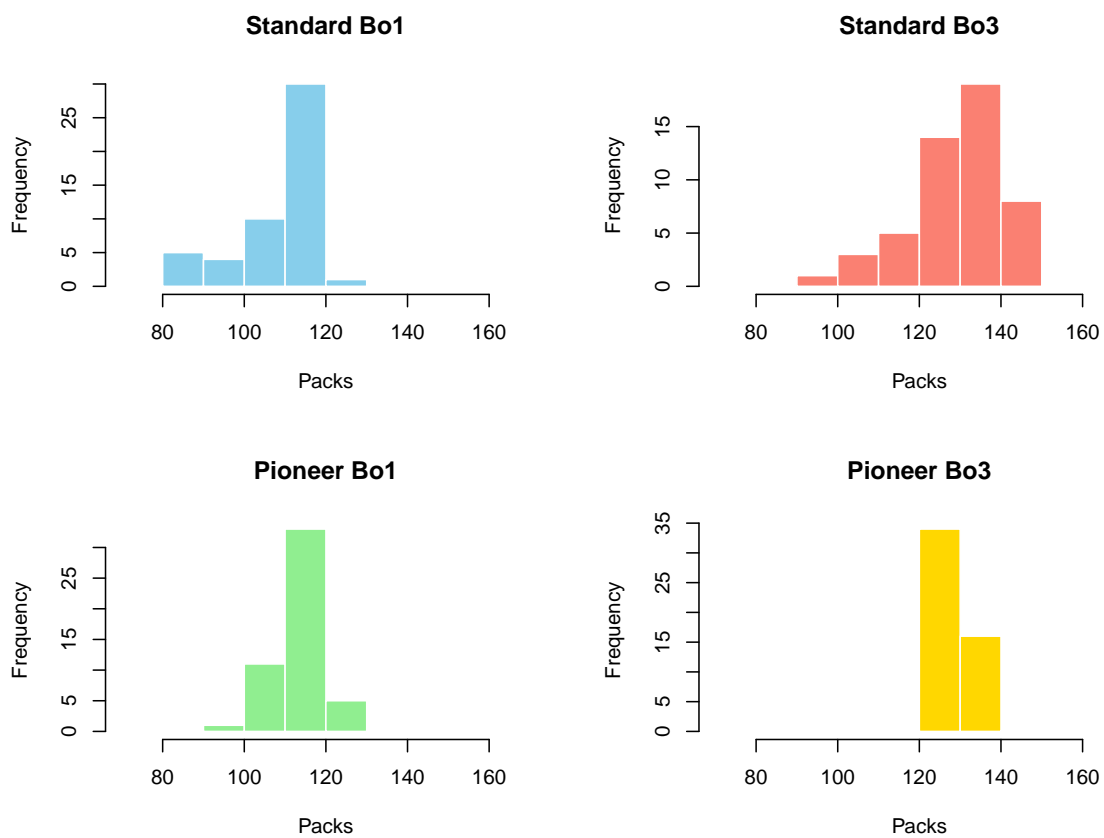 Standard Bo1
Frequency
0 5 15 25
80 100 120 140 160
Packs
Standard Bo3
Frequency
0 5 10 15
80 100 120 140 160
Packs
Pioneer Bo1
Frequency
0 5 15 25
80 100 120 140 160
Packs
Pioneer Bo3
Frequency
0 5 15 25 35
80 100 120 140 160
Packs